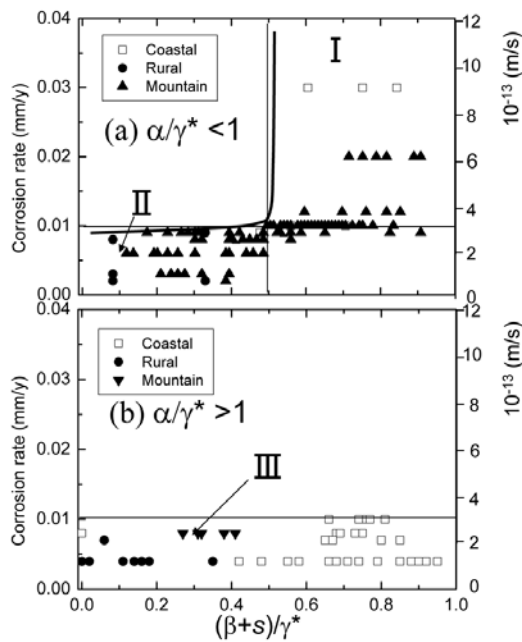 Corrosion rate (mm/y)
0.04
0.03
0.02
0.01
0.00
Coastal
Rural
Mountain
(a) α/γ* <1
I
II
12
10
8
6
4
2
0
10⁻¹³ (m/s)
Corrosion rate (mm/y)
0.04
0.03
0.02
0.01
0.00
Coastal
Rural
Mountain
(b) α/γ* >1
III
12
10
8
6
4
2
0
10⁻¹³ (m/s)
0.0 0.2 0.4 0.6 0.8 1.0
(β+s)/γ*